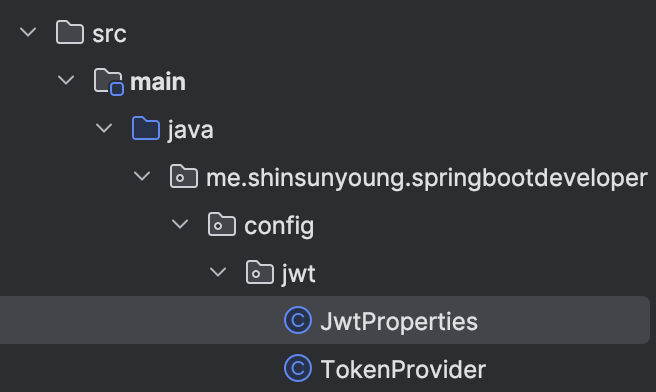 src
main
java
me.shinsunyoung.springbootdeveloper
config
jwt
C JwtProperties
C TokenProvider